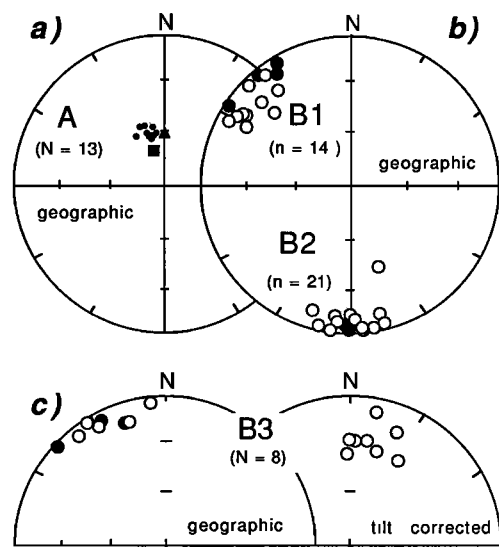 a)
N
A
(N = 13)
geographic
b)
N
B1
(n = 14 )
geographic
B2
(n = 21)
c)
N
B3
(N = 8)
geographic
N
tilt corrected